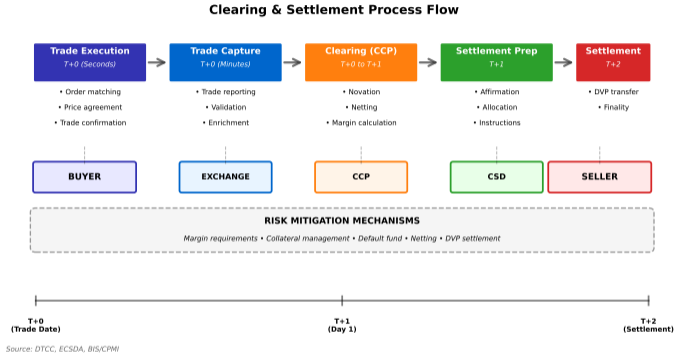 Clearing & Settlement Process Flow
Trade Execution
T+0 (Seconds)
Trade Capture
T+0 (Minutes)
Clearing (CCP)
T+0 to T+1
Settlement Prep
T+1
Settlement
T+2
• Order matching
• Price agreement
• Trade confirmation
• Trade reporting
• Validation
• Enrichment
• Novation
• Netting
• Margin calculation
• Affirmation
• Allocation
• Instructions
• DVP transfer
• Finality
BUYER
EXCHANGE
CCP
CSD
SELLER
RISK MITIGATION MECHANISMS
Margin requirements • Collateral management • Default fund • Netting • DVP settlement
T+0
(Trade Date)
T+1
(Day 1)
T+2
(Settlement)
Source: DTCC, ECSDA, BIS/CPMI